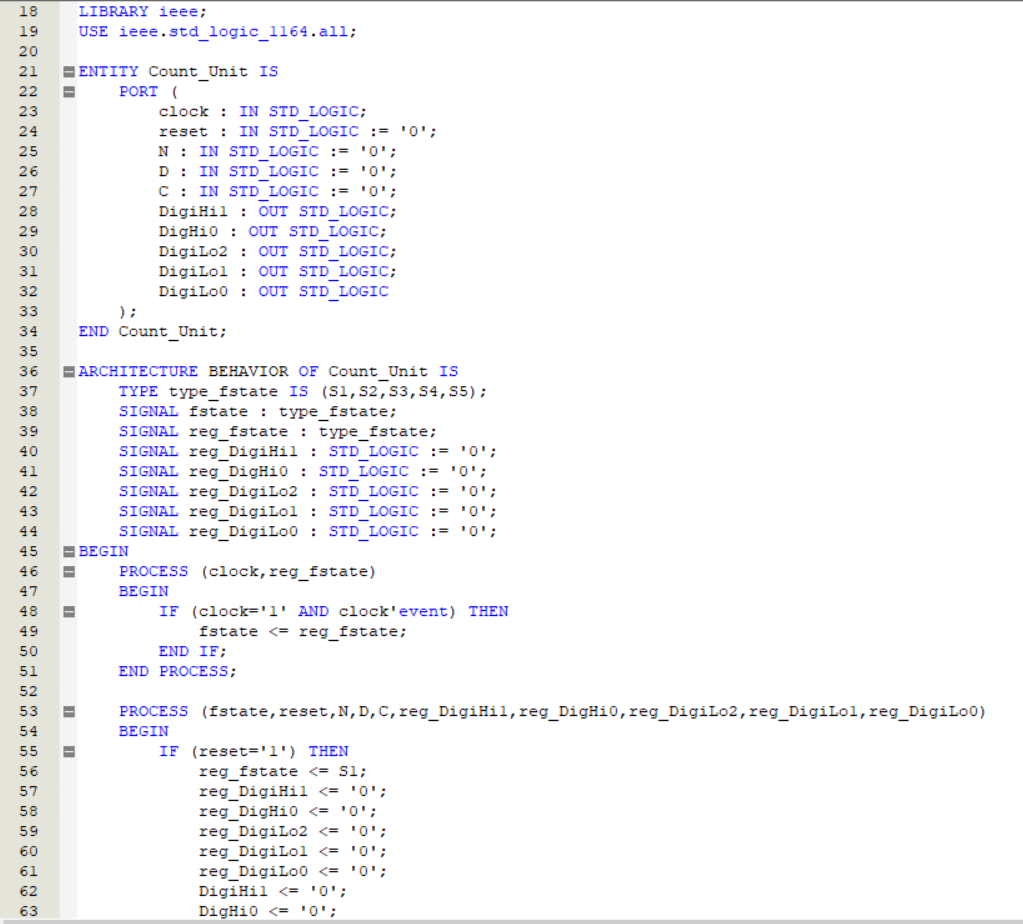 18 LIBRARY ieee;
19 USE ieee.std_logic_1164.all;
20
21 ENTITY Count_Unit IS
22 PORT (
23 clock : IN STD_LOGIC;
24 reset : IN STD_LOGIC := '0';
25 N : IN STD_LOGIC := '0';
26 D : IN STD_LOGIC := '0';
27 C : IN STD_LOGIC := '0';
28 DigiHi1 : OUT STD_LOGIC;
29 DigHi0 : OUT STD_LOGIC;
30 DigiLo2 : OUT STD_LOGIC;
31 DigiLo1 : OUT STD_LOGIC;
32 DigiLo0 : OUT STD_LOGIC
33 );
34 END Count_Unit;
35
36 ARCHITECTURE BEHAVIOR OF Count_Unit IS
37 TYPE type_fstate IS (S1,S2,S3,S4,S5);
38 SIGNAL fstate : type_fstate;
39 SIGNAL reg_fstate : type_fstate;
40 SIGNAL reg_DigiHi1 : STD_LOGIC := '0';
41 SIGNAL reg_DigHi0 : STD_LOGIC := '0';
42 SIGNAL reg_DigiLo2 : STD_LOGIC := '0';
43 SIGNAL reg_DigiLo1 : STD_LOGIC := '0';
44 SIGNAL reg_DigiLo0 : STD_LOGIC := '0';
45 BEGIN
46 PROCESS (clock,reg_fstate)
47 BEGIN
48 IF (clock='1' AND clock'event) THEN
49 fstate <= reg_fstate;
50 END IF;
51 END PROCESS;
52
53 PROCESS (fstate,reset,N,D,C,reg_DigiHi1,reg_DigHi0,reg_DigiLo2,reg_DigiLo1,reg_DigiLo0)
54 BEGIN
55 IF (reset='1') THEN
56 reg_fstate <= S1;
57 reg_DigiHi1 <= '0';
58 reg_DigHi0 <= '0';
59 reg_DigiLo2 <= '0';
60 reg_DigiLo1 <= '0';
61 reg_DigiLo0 <= '0';
62 DigiHi1 <= '0';
63 DigHi0 <= '0';